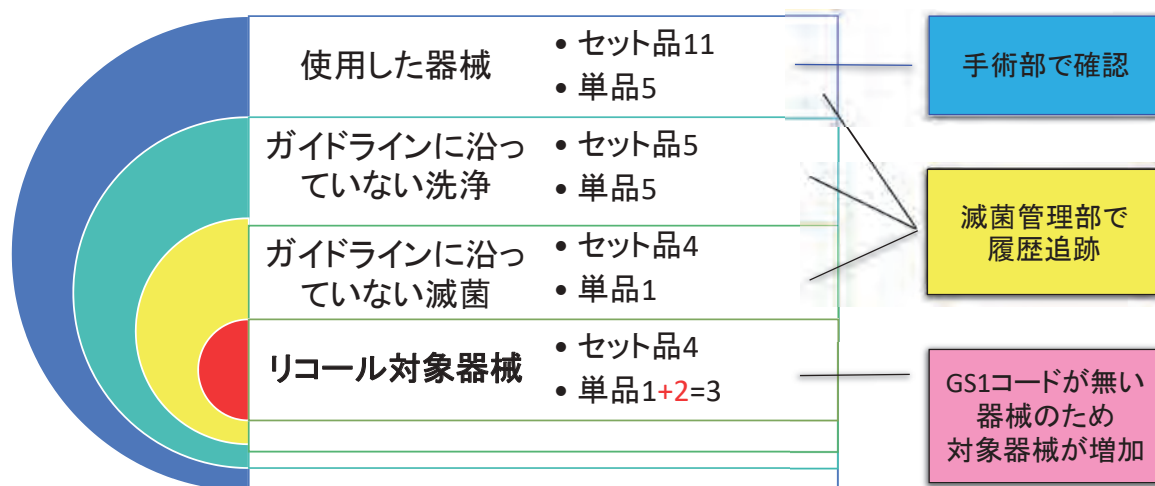 使用した器械
• セット品11
• 単品5
手術部で確認
ガイドラインに沿っ
ていない洗浄
• セット品5
• 単品5
滅菌管理部で
履歴追跡
ガイドラインに沿っ
ていない滅菌
• セット品4
• 単品1
リコール対象器械
• セット品4
• 単品1+2=3
GS1コードが無い
器械のため
対象器械が増加